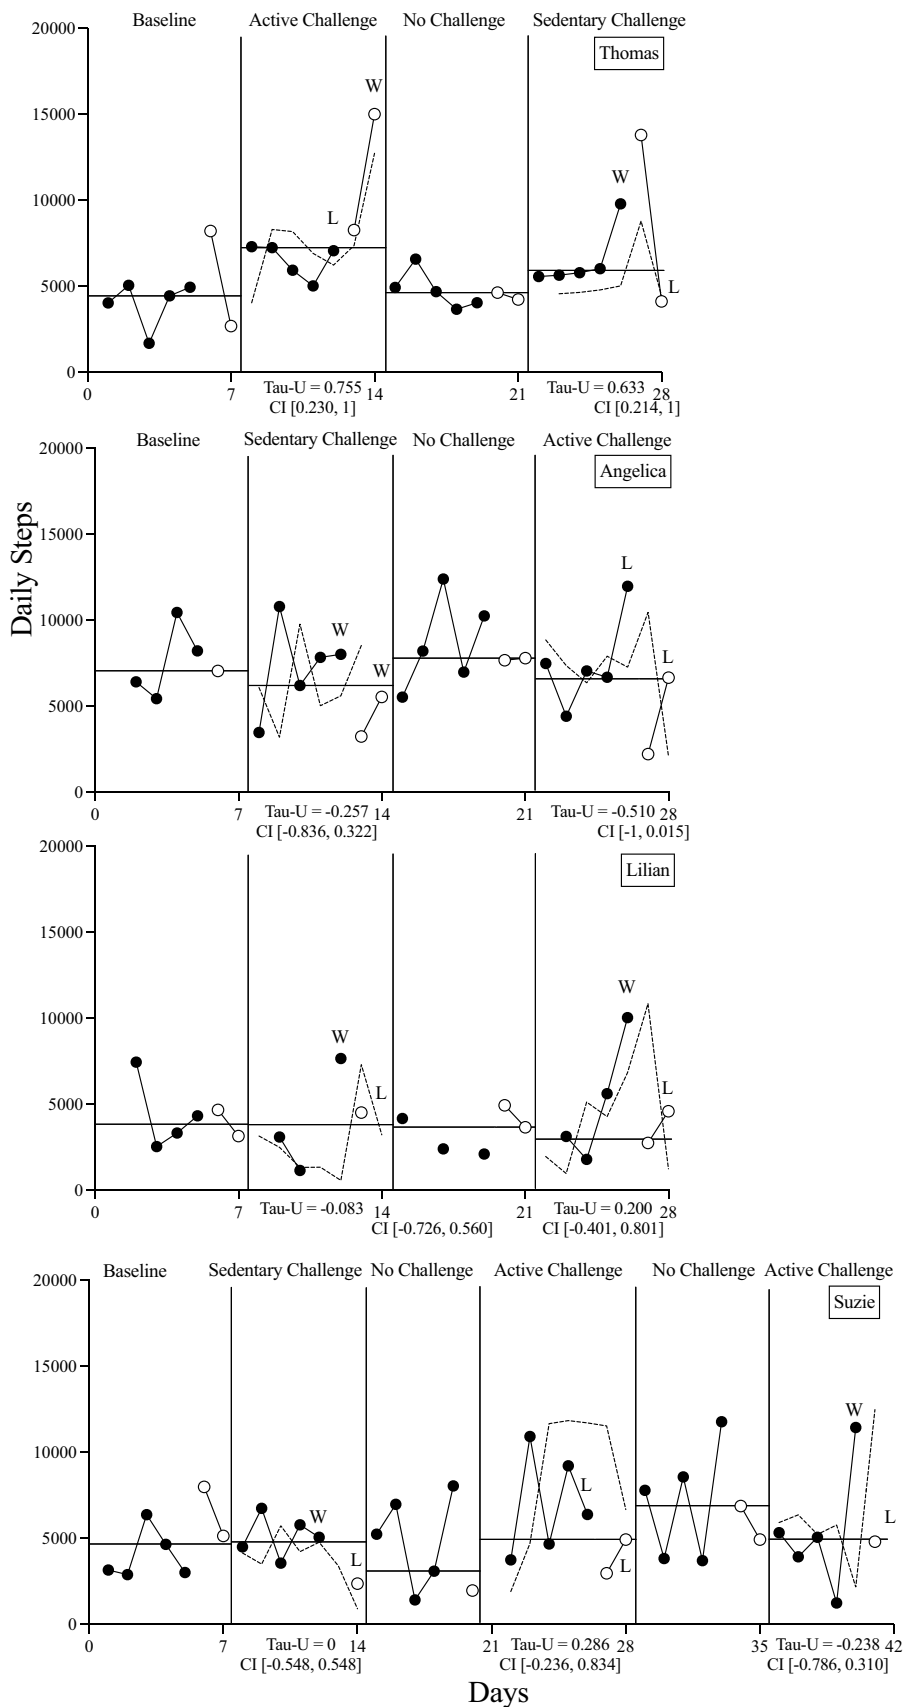 Baseline Active Challenge No Challenge Sedentary Challenge
20000
Thomas
W
15000
W
10000
L
5000
L
0
0 7 Tau-U = 0.755 14 21 Tau-U = 0.633 28
CI [0.230, 1] CI [0.214, 1]
Baseline Sedentary Challenge No Challenge Active Challenge
20000
Angelica
15000
L
10000
W
W L
5000
0
0 7 Tau-U = -0.257 14 21 Tau-U = -0.510 28
CI [-0.836, 0.322] CI [-1, 0.015]
20000
Lilian
15000
10000
W
W
L L
5000
0
0 7 Tau-U = -0.083 14 21 Tau-U = 0.200 28
CI [-0.726, 0.560] CI [-0.401, 0.801]
Baseline Sedentary Challenge No Challenge Active Challenge No Challenge Active Challenge
20000
Suzie
15000
W
10000
L
W L
5000
L L
0
0 7 Tau-U = 0 14 21 Tau-U = 0.286 28 35 Tau-U = -0.238 42
CI [-0.548, 0.548] CI [-0.236, 0.834] CI [-0.786, 0.310]
Daily Steps
Days